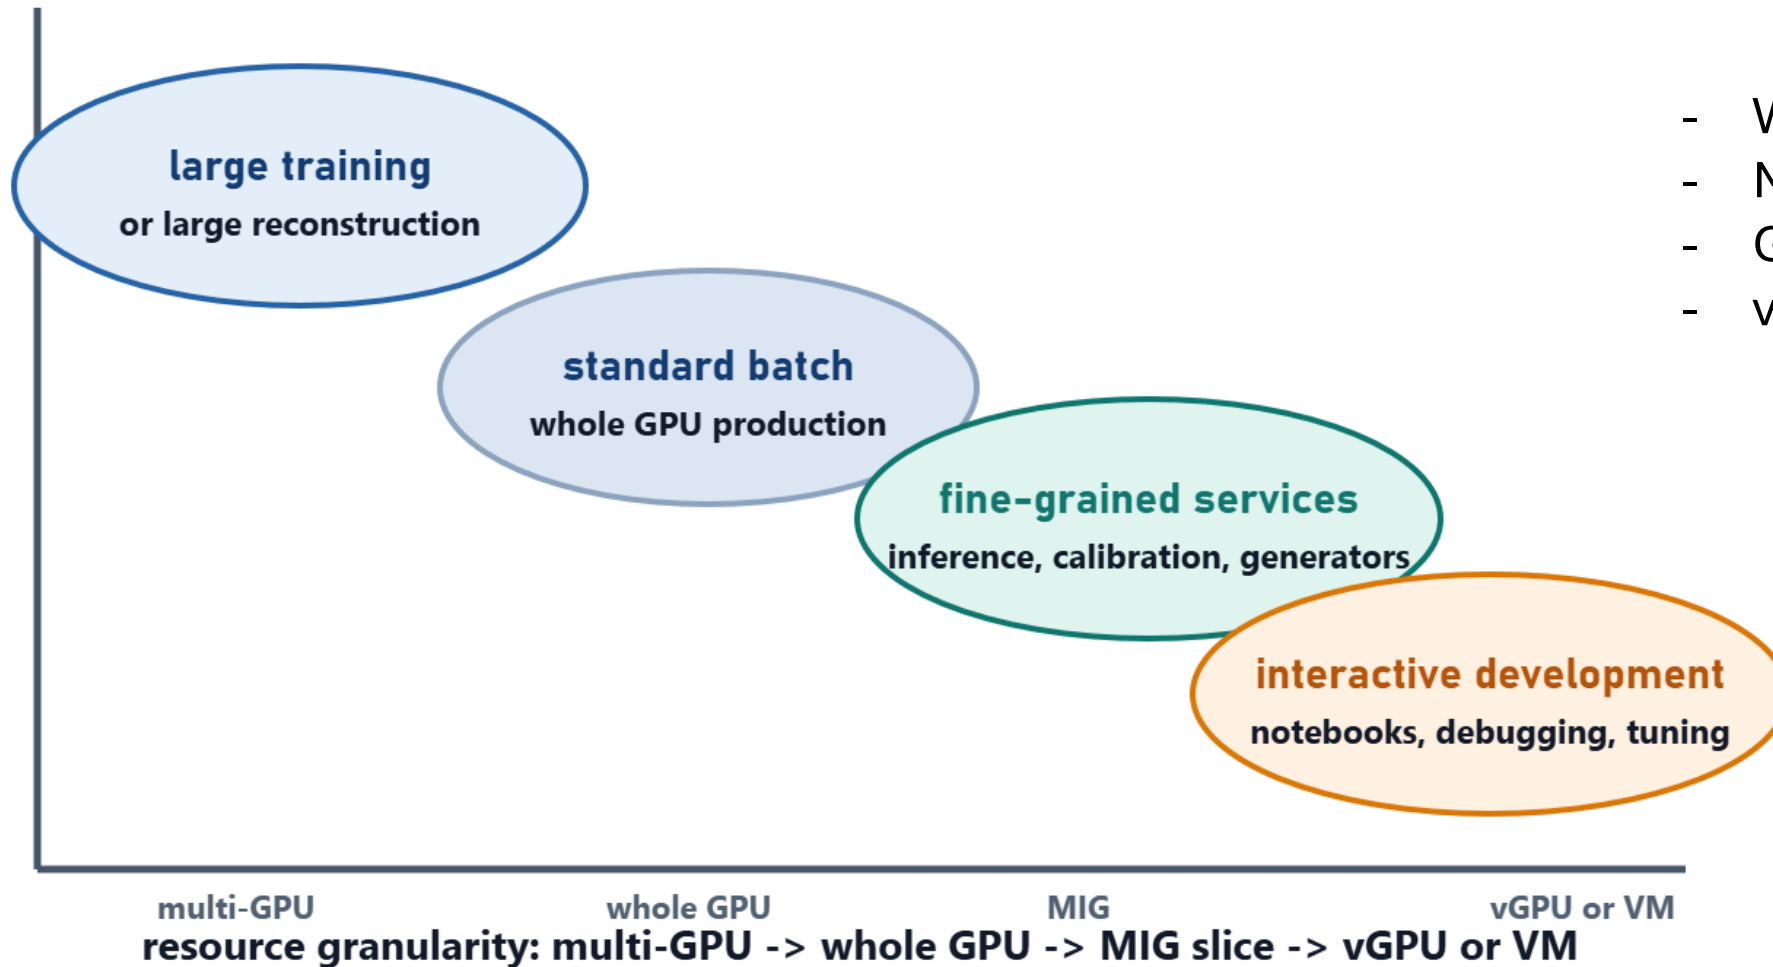 large training
or large reconstruction
standard batch
whole GPU production
fine-grained services
inference, calibration, generators
interactive development
notebooks, debugging, tuning
multi-GPU
whole GPU
MIG
vGPU or VM
resource granularity: multi-GPU -> whole GPU -> MIG slice -> vGPU or VM